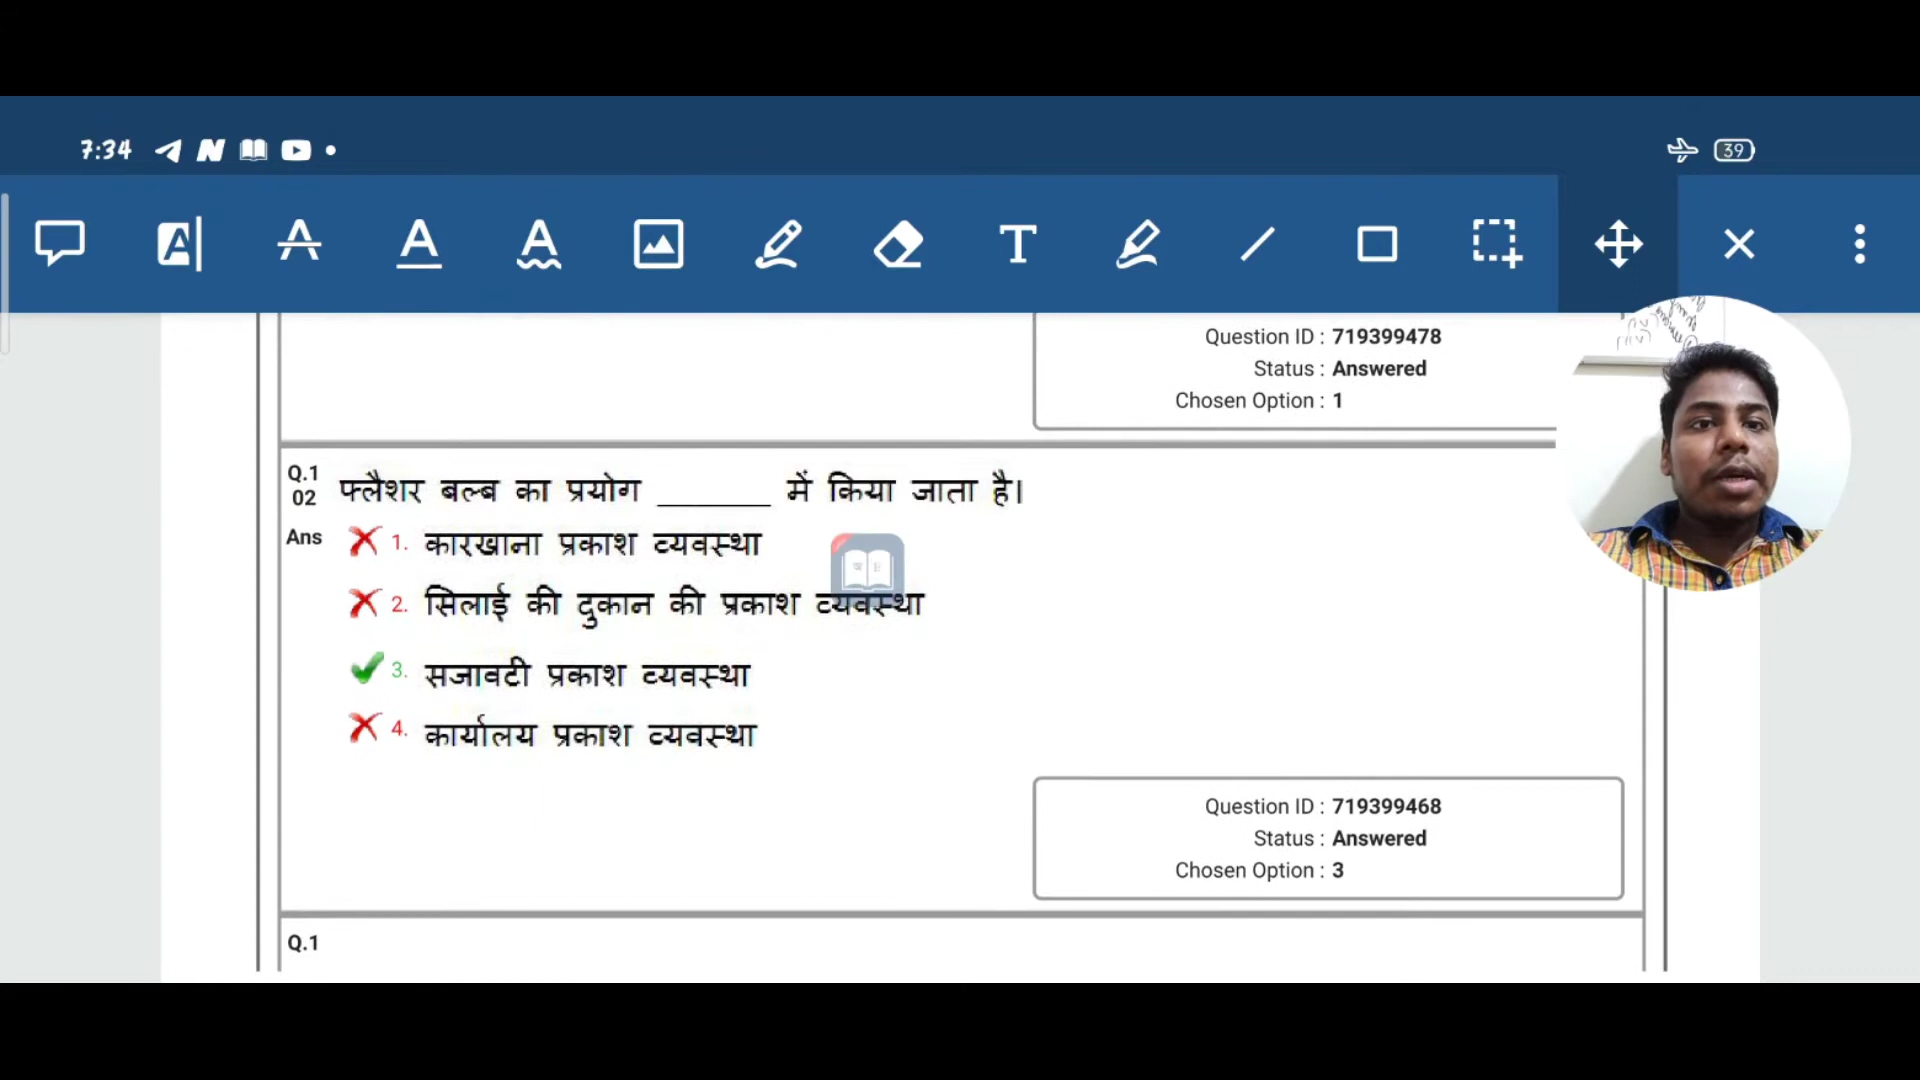 7:34
39
Question ID : 719399478
Status : Answered
Chosen Option : 1
Q.1
02
फ्लैशर बल्ब का प्रयोग ________ में किया जाता है।
Ans
1. कारखाना प्रकाश व्यवस्था
2. सिलाई की दुकान की प्रकाश व्यवस्था
3. सजावटी प्रकाश व्यवस्था
4. कार्यालय प्रकाश व्यवस्था
Question ID : 719399468
Status : Answered
Chosen Option : 3
Q.1